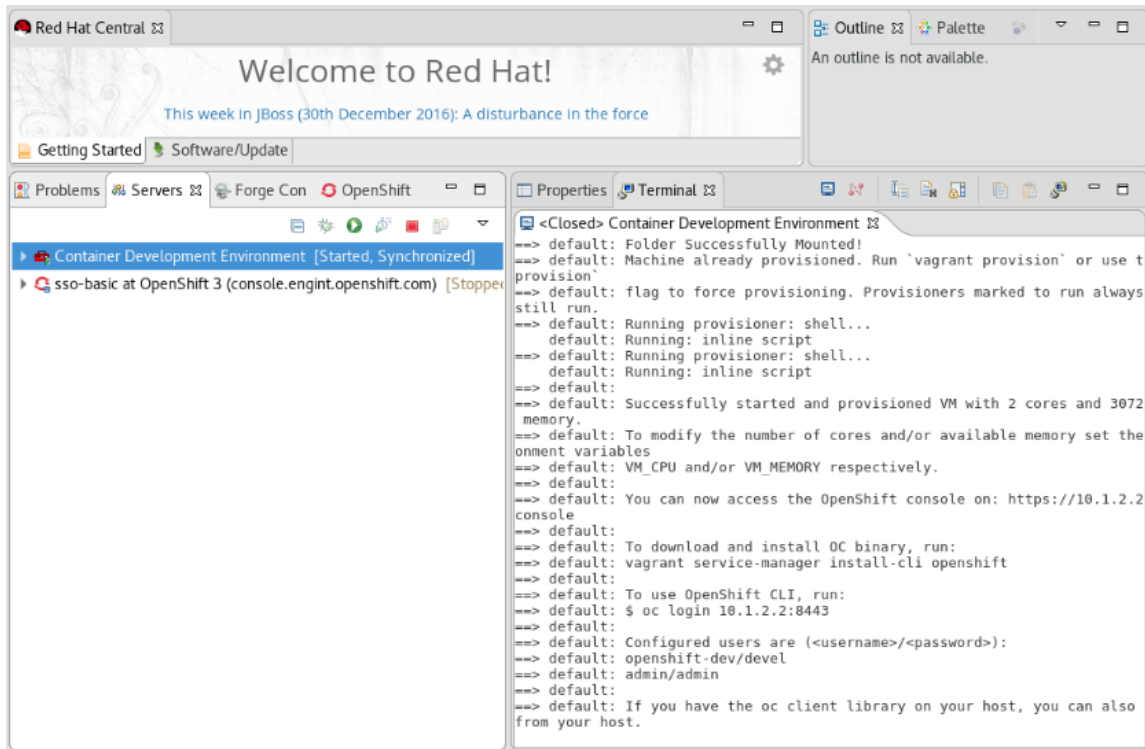 Red Hat Central
Welcome to Red Hat!
This week in JBoss (30th December 2016): A disturbance in the force
Getting Started Software/Update
Outline Palette
An outline is not available.
Problems Servers Forge Con OpenShift
Container Development Environment [Started, Synchronized]
sso-basic at OpenShift 3 (console.engint.openshift.com) [Stopped
Properties Terminal
<Closed> Container Development Environment
==> default: Folder Successfully Mounted!
==> default: Machine already provisioned. Run `vagrant provision` or use t
provision`
==> default: flag to force provisioning. Provisioners marked to run always
still run.
==> default: Running provisioner: shell...
    default: Running: inline script
==> default: Running provisioner: shell...
    default: Running: inline script
==> default:
==> default: Successfully started and provisioned VM with 2 cores and 3072
 memory.
==> default: To modify the number of cores and/or available memory set the
onment variables
==> default: VM_CPU and/or VM_MEMORY respectively.
==> default:
==> default: You can now access the OpenShift console on: https://10.1.2.2
console
==> default:
==> default: To download and install OC binary, run:
==> default: vagrant service-manager install-cli openshift
==> default:
==> default: To use OpenShift CLI, run:
==> default: $ oc login 10.1.2.2:8443
==> default:
==> default: Configured users are (<username>/<password>):
==> default: openshift-dev/devel
==> default: admin/admin
==> default:
==> default: If you have the oc client library on your host, you can also
from your host.